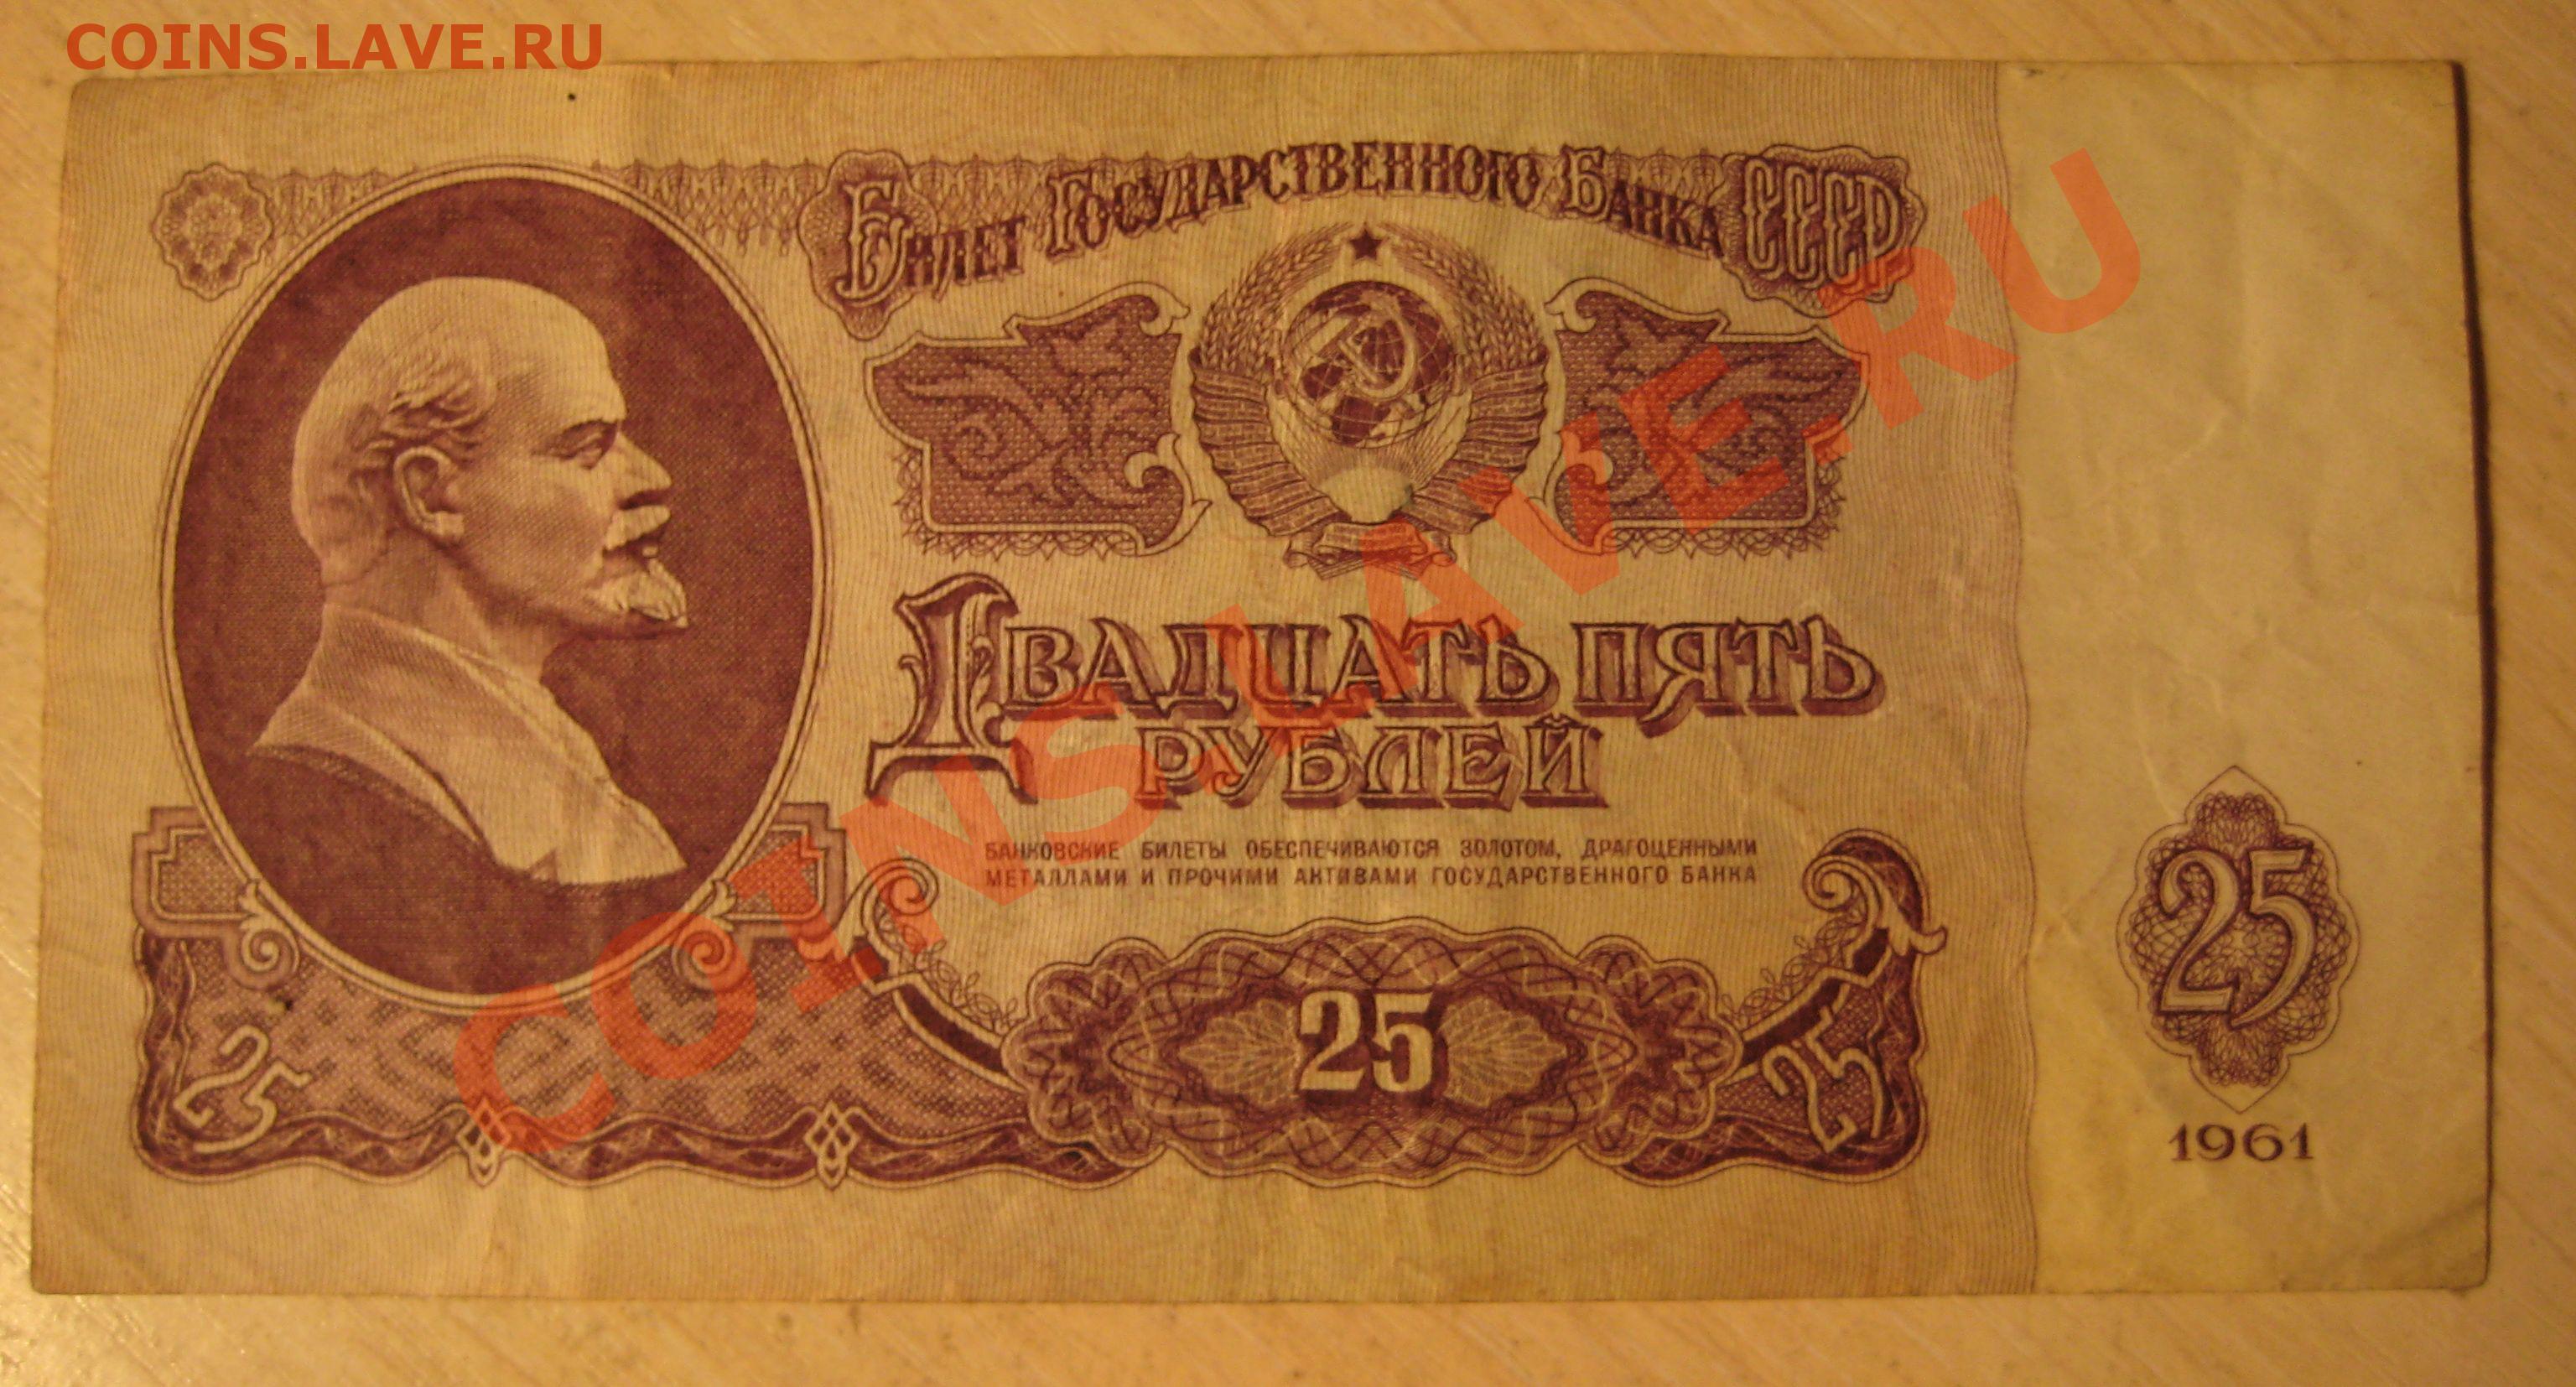 COINS.LAVE.RU
Билет Государственного Банка СССР
Двадцать пять
рублей
БАНКОВСКИЕ БИЛЕТЫ ОБЕСПЕЧИВАЮТСЯ ЗОЛОТОМ, ДРАГОЦЕННЫМИ
МЕТАЛЛАМИ И ПРОЧИМИ АКТИВАМИ ГОСУДАРСТВЕННОГО БАНКА
25
25
25
25
1961
COINS.LAVE.RU